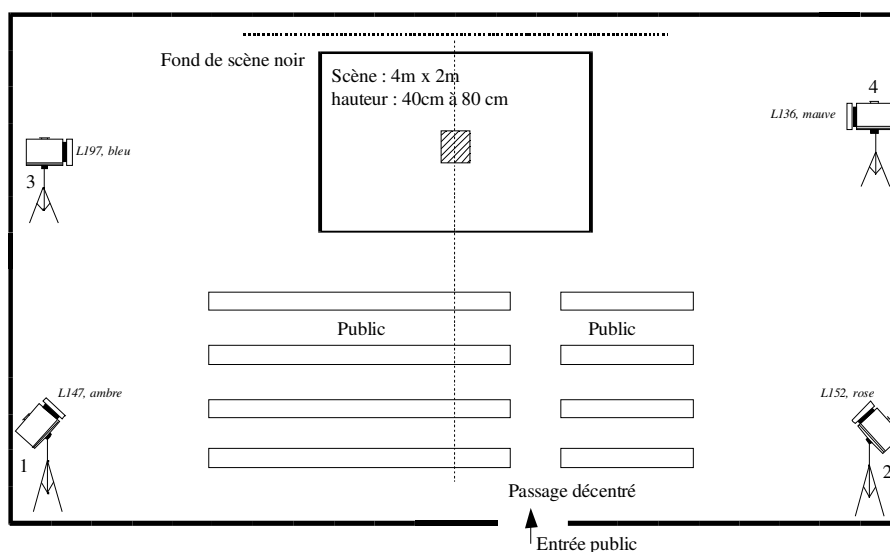 Fond de scène noir
Scène : 4m x 2m
hauteur : 40cm à 80 cm
4
L136, mauve
L197, bleu
3
Public
Public
L147, ambre
L152, rose
1
2
Passage décentré
Entrée public